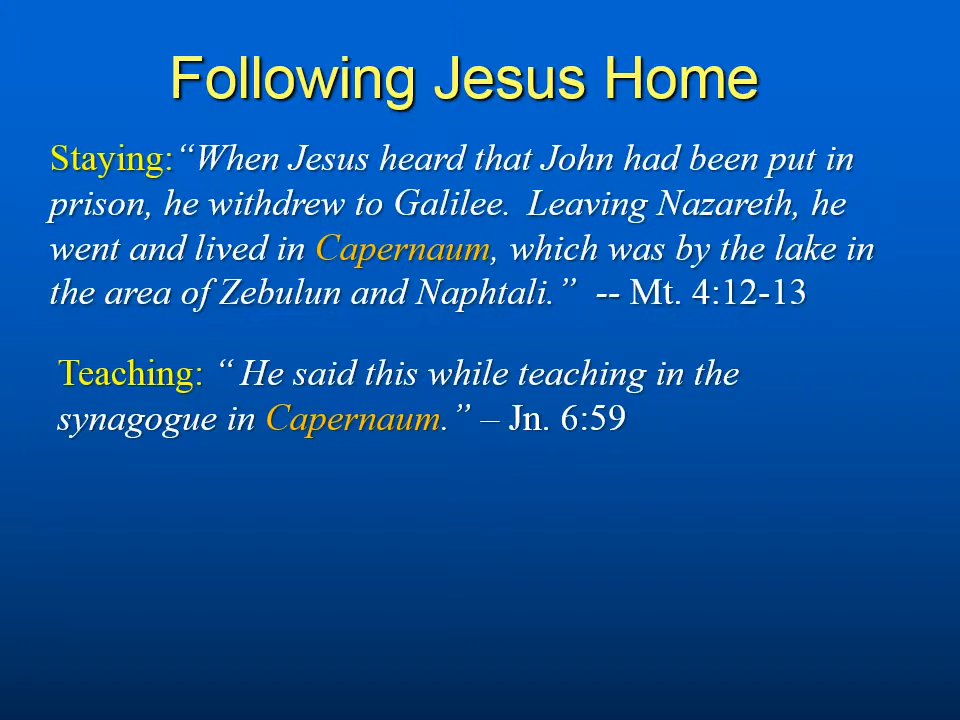 Following Jesus Home
Staying:“When Jesus heard that John had been put in
prison, he withdrew to Galilee.  Leaving Nazareth, he
went and lived in Capernaum, which was by the lake in
the area of Zebulun and Naphtali.”  -- Mt. 4:12-13
Teaching: “ He said this while teaching in the
synagogue in Capernaum.” – Jn. 6:59